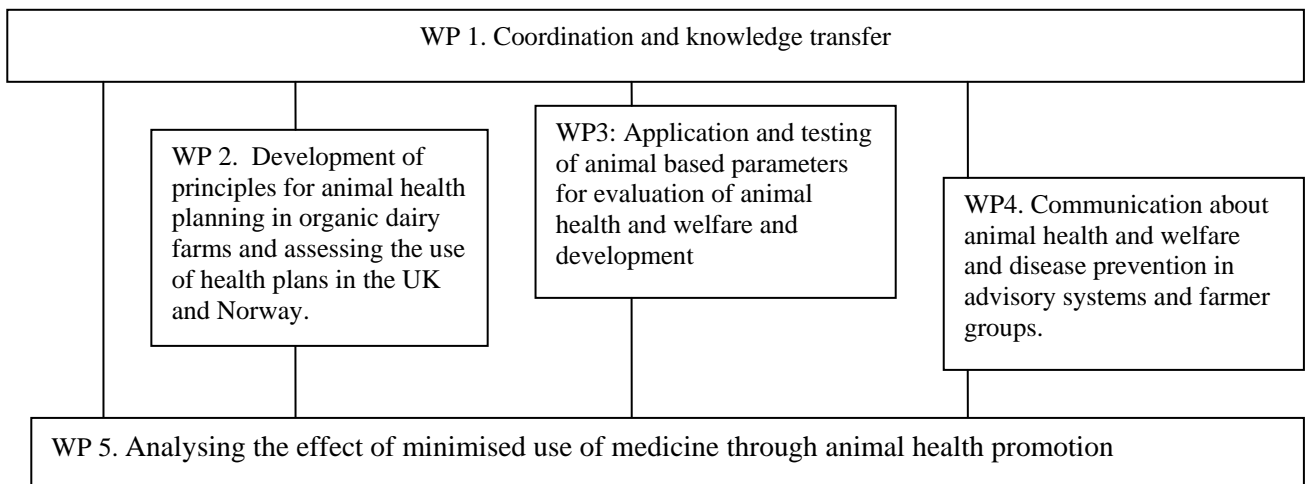 WP 1. Coordination and knowledge transfer
WP 2.  Development of
principles for animal health
planning in organic dairy
farms and assessing the use
of health plans in the UK
and Norway.
WP3: Application and testing
of animal based parameters
for evaluation of animal
health and welfare and
development
WP4. Communication about
animal health and welfare
and disease prevention in
advisory systems and farmer
groups.
WP 5. Analysing the effect of minimised use of medicine through animal health promotion